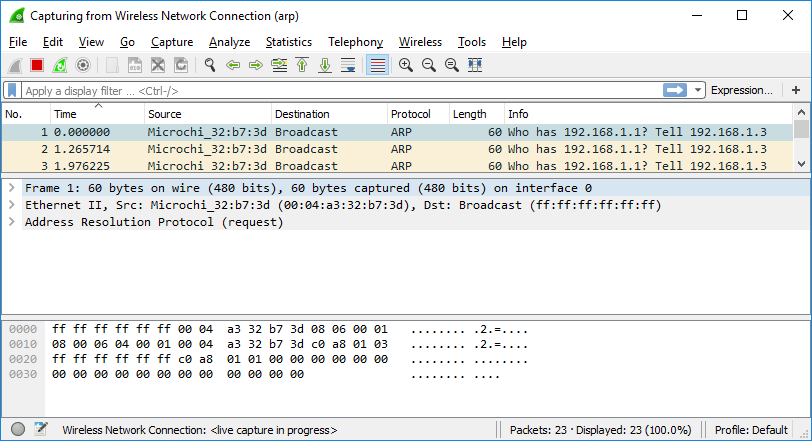 Capturing from Wireless Network Connection (arp)
File Edit View Go Capture Analyze Statistics Telephony Wireless Tools Help
Apply a display filter ... <Ctrl-/> Expression... +
No. Time Source Destination Protocol Length Info
1 0.000000 Microchi_32:b7:3d Broadcast ARP 60 Who has 192.168.1.1? Tell 192.168.1.3
2 1.265714 Microchi_32:b7:3d Broadcast ARP 60 Who has 192.168.1.1? Tell 192.168.1.3
3 1.976225 Microchi_32:b7:3d Broadcast ARP 60 Who has 192.168.1.1? Tell 192.168.1.3
Frame 1: 60 bytes on wire (480 bits), 60 bytes captured (480 bits) on interface 0
Ethernet II, Src: Microchi_32:b7:3d (00:04:a3:32:b7:3d), Dst: Broadcast (ff:ff:ff:ff:ff:ff)
Address Resolution Protocol (request)
0000 ff ff ff ff ff ff 00 04 a3 32 b7 3d 08 06 00 01 ........ .2.=....
0010 08 00 06 04 00 01 00 04 a3 32 b7 3d c0 a8 01 03 ........ .2.=....
0020 ff ff ff ff ff ff c0 a8 01 01 00 00 00 00 00 00 ........ ........
0030 00 00 00 00 00 00 00 00 00 00 00 00 ........ ....
Wireless Network Connection: <live capture in progress> Packets: 23 · Displayed: 23 (100.0%) Profile: Default